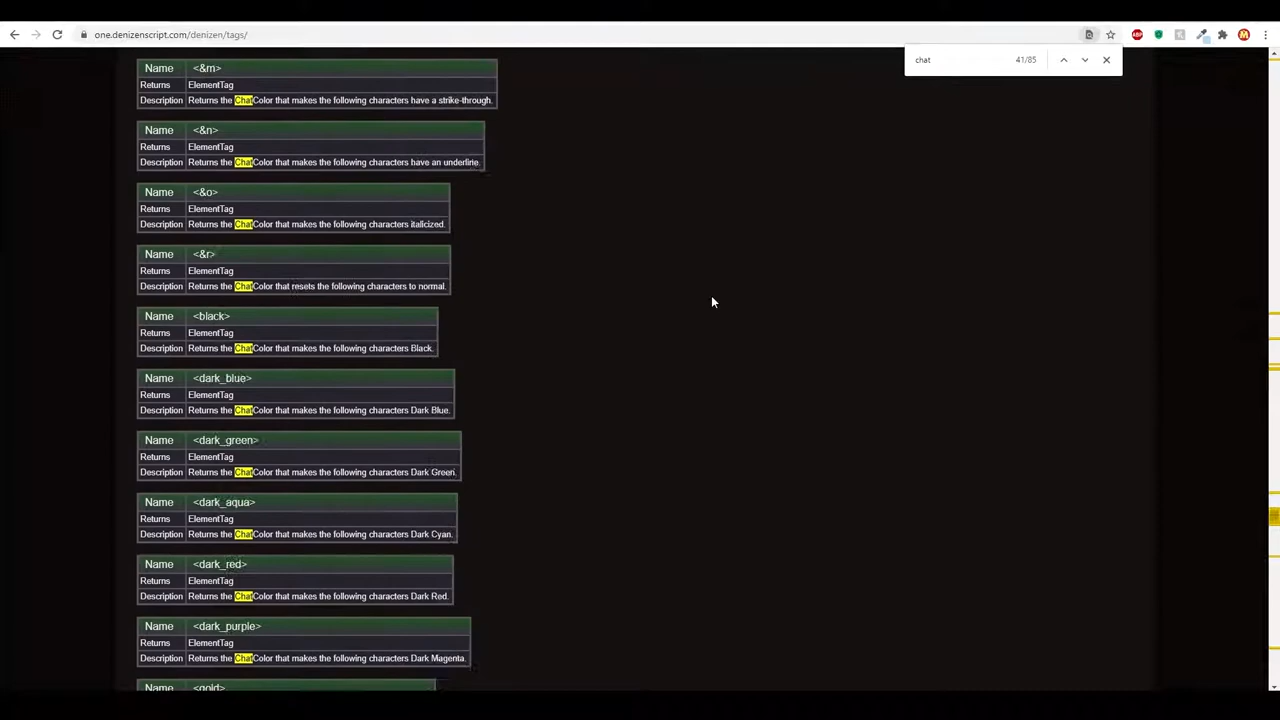 one.denizenscript.com/denizen/tags/
chat 41/85
Name <&m>
Returns ElementTag
Description Returns the ChatColor that makes the following characters have a strike-through.
Name <&n>
Returns ElementTag
Description Returns the ChatColor that makes the following characters have an underline.
Name <&o>
Returns ElementTag
Description Returns the ChatColor that makes the following characters italicized.
Name <&r>
Returns ElementTag
Description Returns the ChatColor that resets the following characters to normal.
Name <black>
Returns ElementTag
Description Returns the ChatColor that makes the following characters Black.
Name <dark_blue>
Returns ElementTag
Description Returns the ChatColor that makes the following characters Dark Blue.
Name <dark_green>
Returns ElementTag
Description Returns the ChatColor that makes the following characters Dark Green.
Name <dark_aqua>
Returns ElementTag
Description Returns the ChatColor that makes the following characters Dark Cyan.
Name <dark_red>
Returns ElementTag
Description Returns the ChatColor that makes the following characters Dark Red.
Name <dark_purple>
Returns ElementTag
Description Returns the ChatColor that makes the following characters Dark Magenta.
Name <gold>